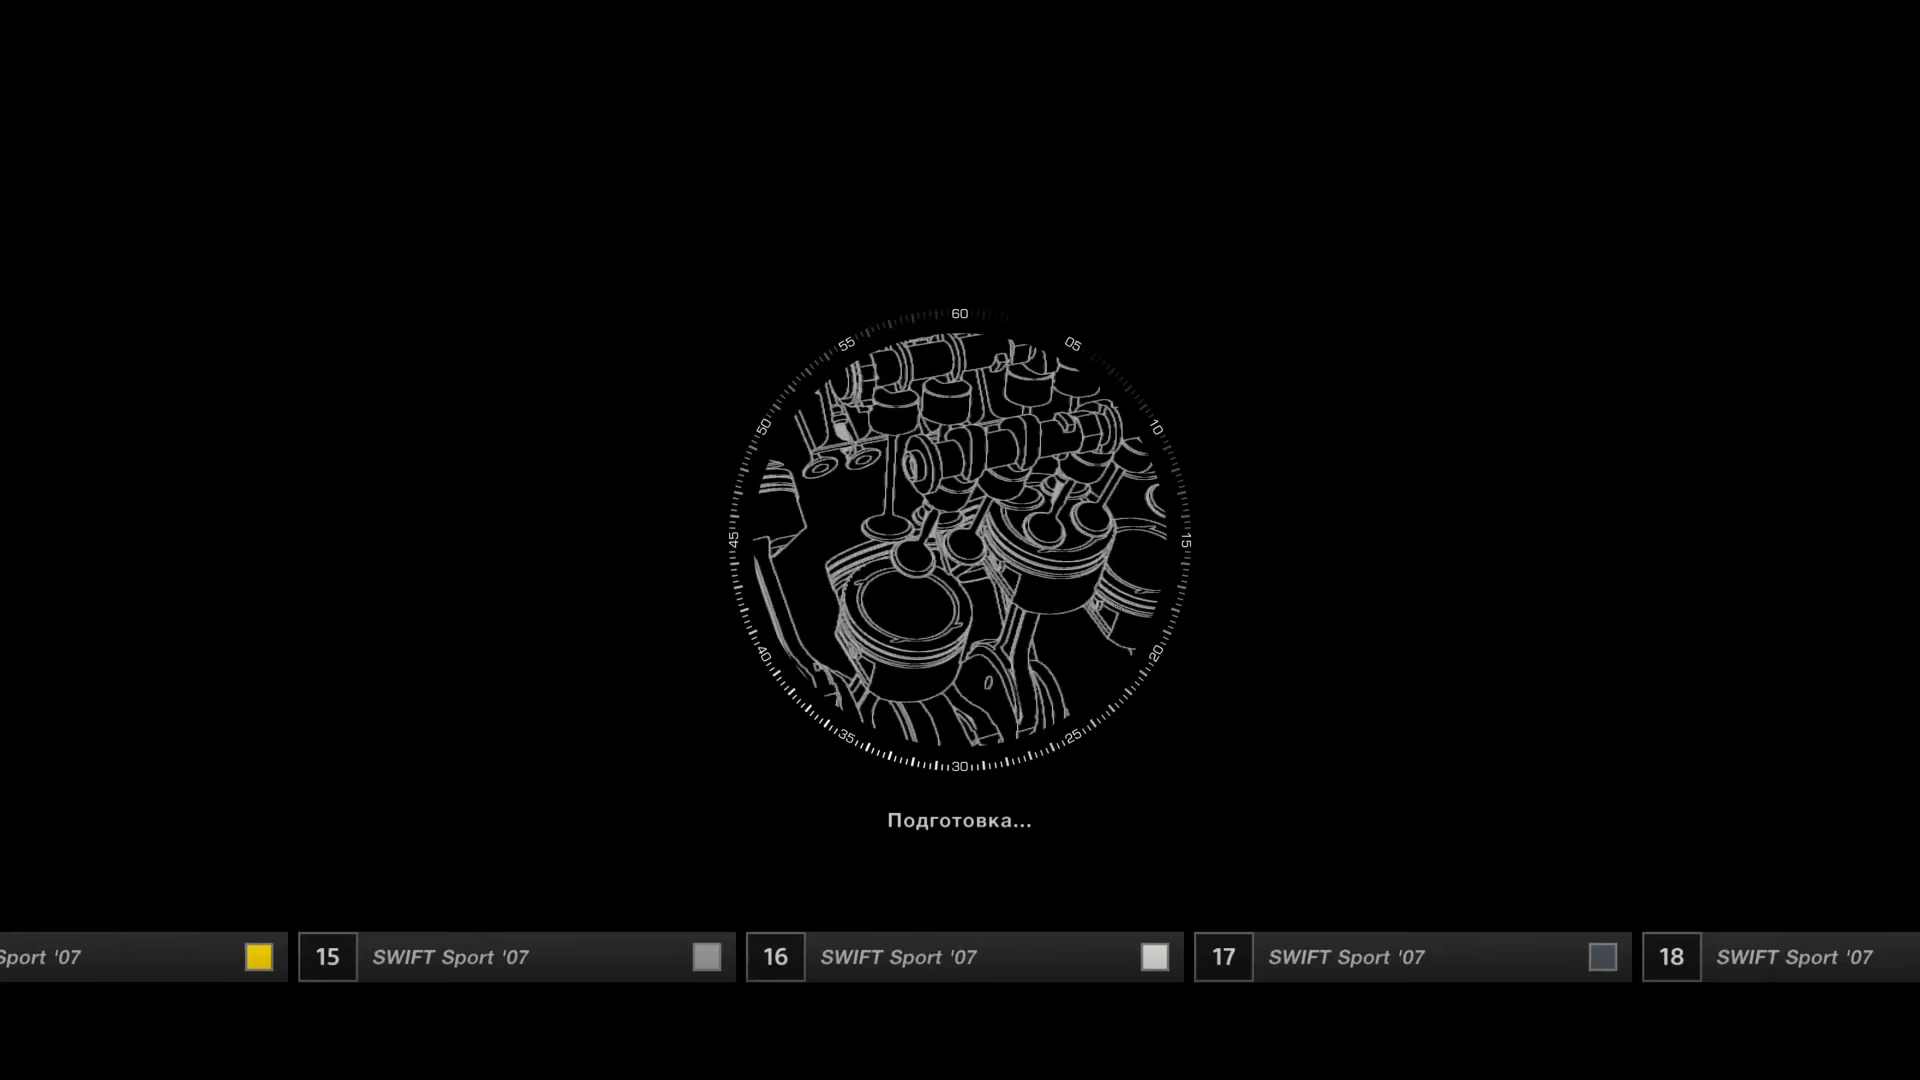 60
55
05
50
10
45
15
40
20
35
25
30
Подготовка...
Sport '07
15 SWIFT Sport '07
16 SWIFT Sport '07
17 SWIFT Sport '07
18 SWIFT Sport '07